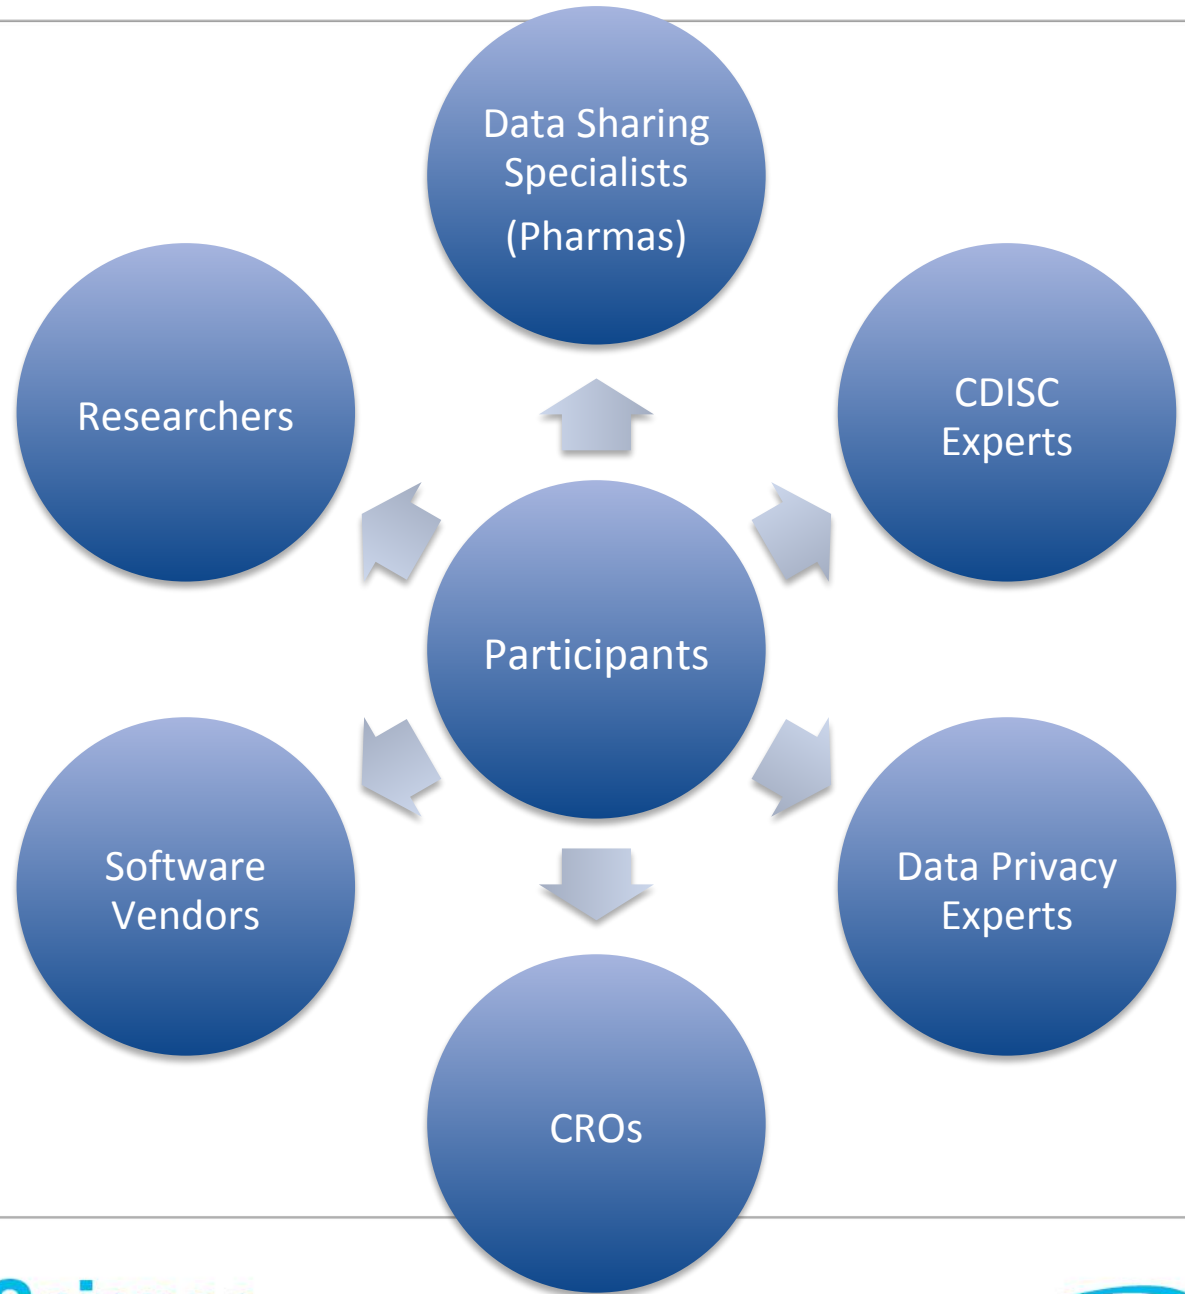 Data Sharing
Specialists
(Pharmas)
CDISC
Experts
Data Privacy
Experts
CROs
Software
Vendors
Researchers
Participants